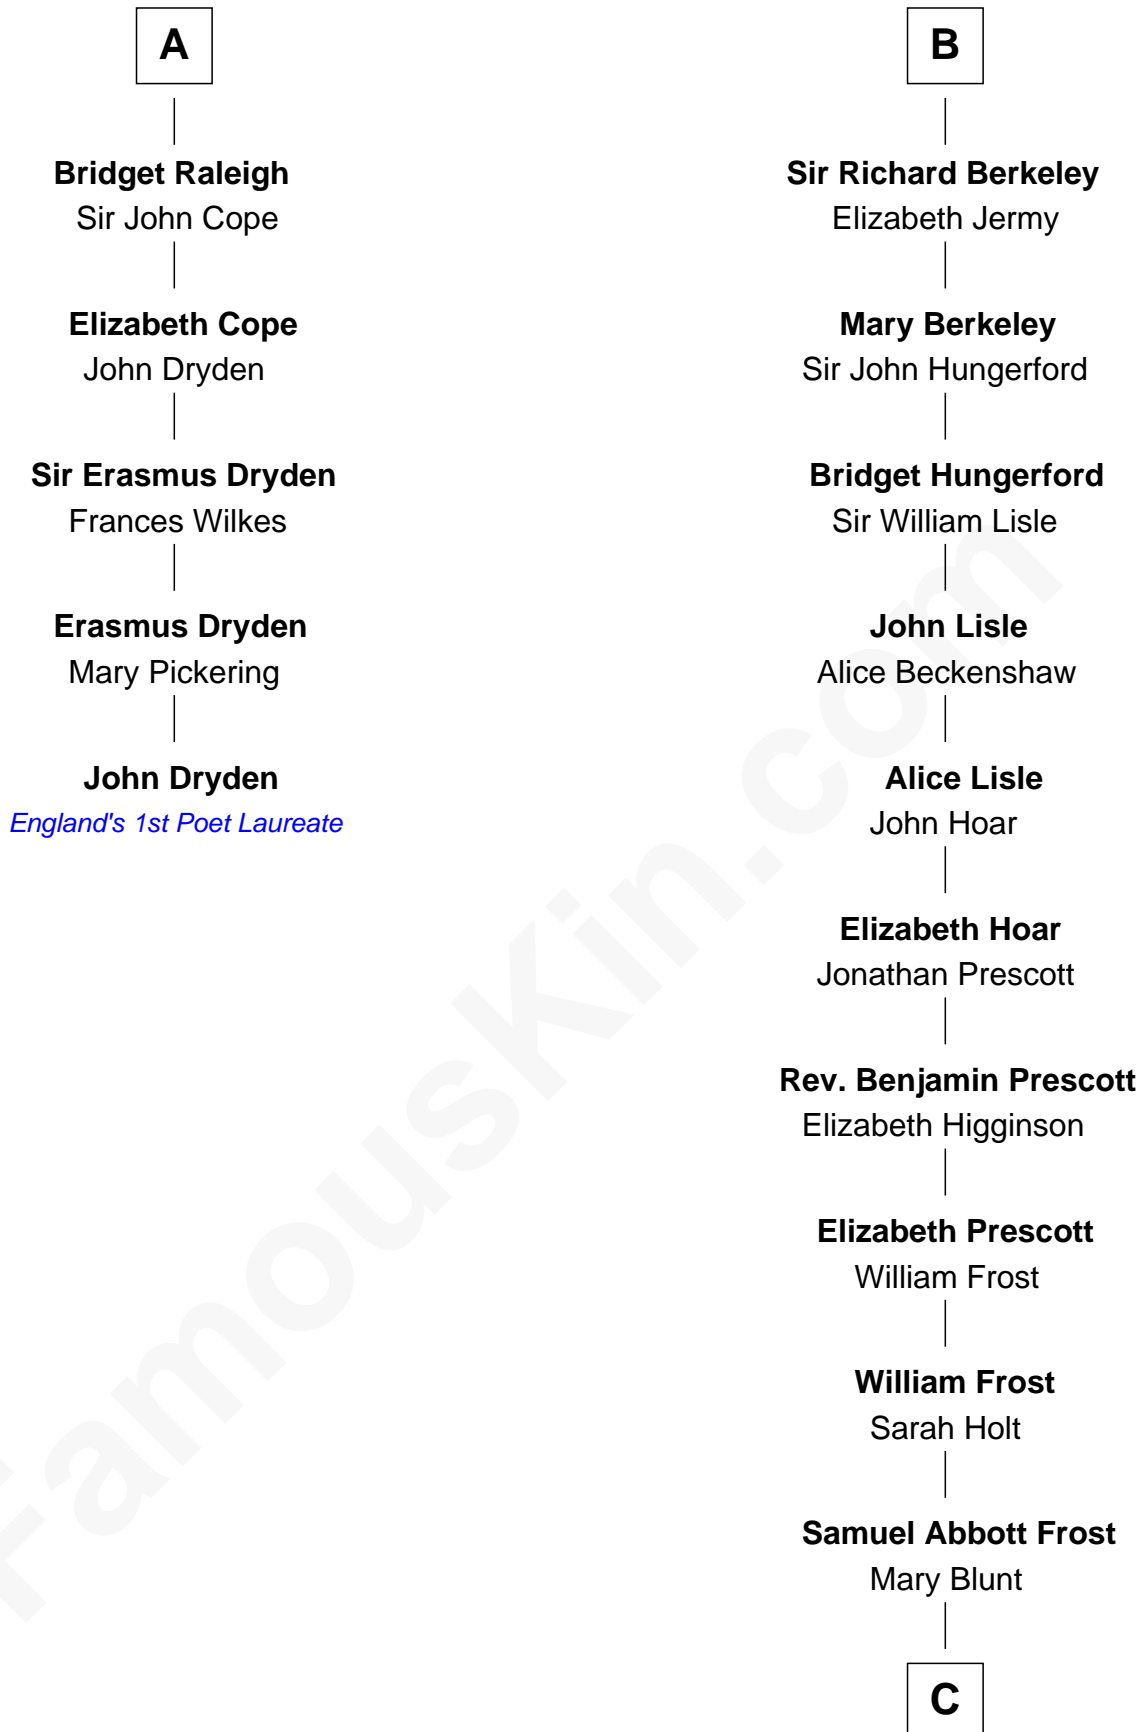 A
Bridget Raleigh
Sir John Cope
Elizabeth Cope
John Dryden
Sir Erasmus Dryden
Frances Wilkes
Erasmus Dryden
Mary Pickering
John Dryden
England's 1st Poet Laureate
B
Sir Richard Berkeley
Elizabeth Jermy
Mary Berkeley
Sir John Hungerford
Bridget Hungerford
Sir William Lisle
John Lisle
Alice Beckenshaw
Alice Lisle
John Hoar
Elizabeth Hoar
Jonathan Prescott
Rev. Benjamin Prescott
Elizabeth Higginson
Elizabeth Prescott
William Frost
William Frost
Sarah Holt
Samuel Abbott Frost
Mary Blunt
C
FamousKin.com